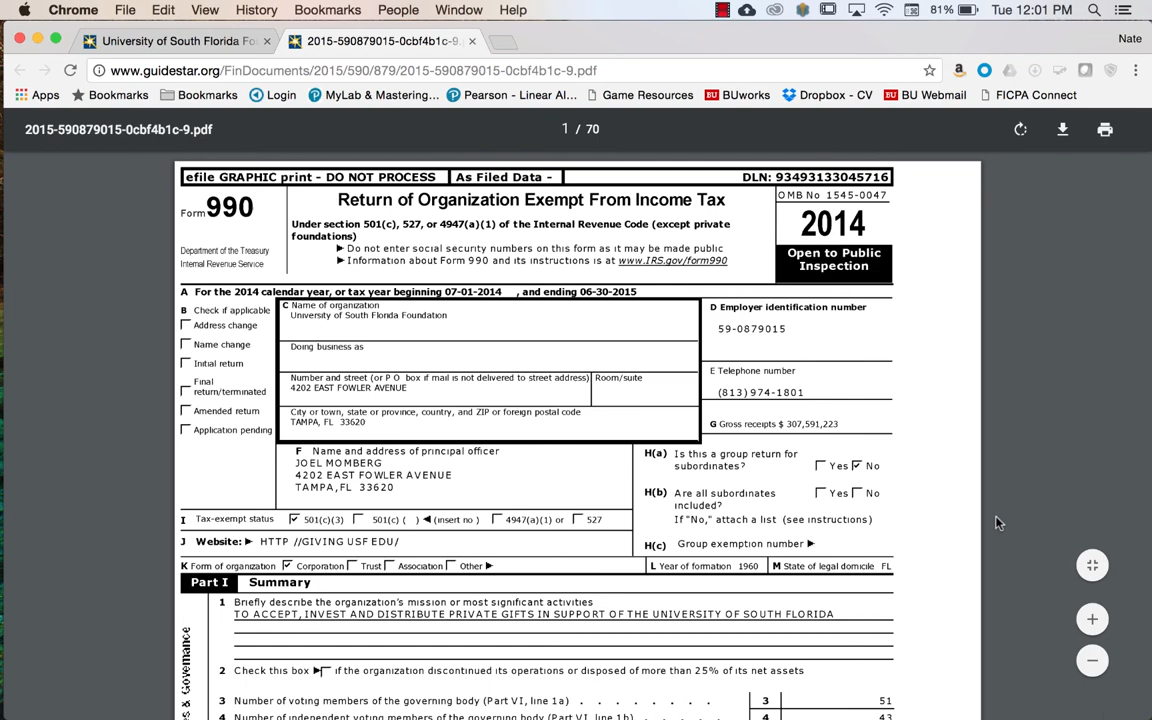 Chrome File Edit View History Bookmarks People Window Help 81% Tue 12:01 PM
University of South Florida Fo 2015-590879015-0cbf4b1c-9. Nate
www.guidestar.org/FinDocuments/2015/590/879/2015-590879015-0cbf4b1c-9.pdf
Apps Bookmarks Bookmarks Login MyLab & Mastering... Pearson - Linear Al... Game Resources BU BUworks Dropbox - CV BU BU Webmail FICPA Connect
2015-590879015-0cbf4b1c-9.pdf 1 / 70
efile GRAPHIC print - DO NOT PROCESS As Filed Data - DLN: 93493133045716
Form 990
Department of the Treasury
Internal Revenue Service
Return of Organization Exempt From Income Tax
Under section 501(c), 527, or 4947(a)(1) of the Internal Revenue Code (except private
foundations)
▶ Do not enter social security numbers on this form as it may be made public
▶ Information about Form 990 and its instructions is at www.IRS.gov/form990
OMB No 1545-0047
2014
Open to Public
Inspection
A For the 2014 calendar year, or tax year beginning 07-01-2014 , and ending 06-30-2015
B Check if applicable
Address change
Name change
Initial return
Final
return/terminated
Amended return
Application pending
C Name of organization
University of South Florida Foundation
Doing business as
Number and street (or P O box if mail is not delivered to street address) Room/suite
4202 EAST FOWLER AVENUE
City or town, state or province, country, and ZIP or foreign postal code
TAMPA, FL 33620
D Employer identification number
59-0879015
E Telephone number
(813) 974-1801
G Gross receipts $ 307,591,223
F Name and address of principal officer
JOEL MOMBERG
4202 EAST FOWLER AVENUE
TAMPA,FL 33620
H(a) Is this a group return for
subordinates? Yes No
H(b) Are all subordinates Yes No
included?
If "No," attach a list (see instructions)
H(c) Group exemption number ▶
I Tax-exempt status 501(c)(3) 501(c) ( ) ◀ (insert no ) 4947(a)(1) or 527
J Website: ▶ HTTP //GIVING USF EDU/
K Form of organization Corporation Trust Association Other ▶
L Year of formation 1960 M State of legal domicile FL
Part I Summary
1 Briefly describe the organization's mission or most significant activities
TO ACCEPT, INVEST AND DISTRIBUTE PRIVATE GIFTS IN SUPPORT OF THE UNIVERSITY OF SOUTH FLORIDA
2 Check this box ▶ if the organization discontinued its operations or disposed of more than 25% of its net assets
3 Number of voting members of the governing body (Part VI, line 1a) . . . . . . . . 3 51
4 Number of independent voting members of the governing body (Part VI, line 1b) . . . . . 4 43
& Governance